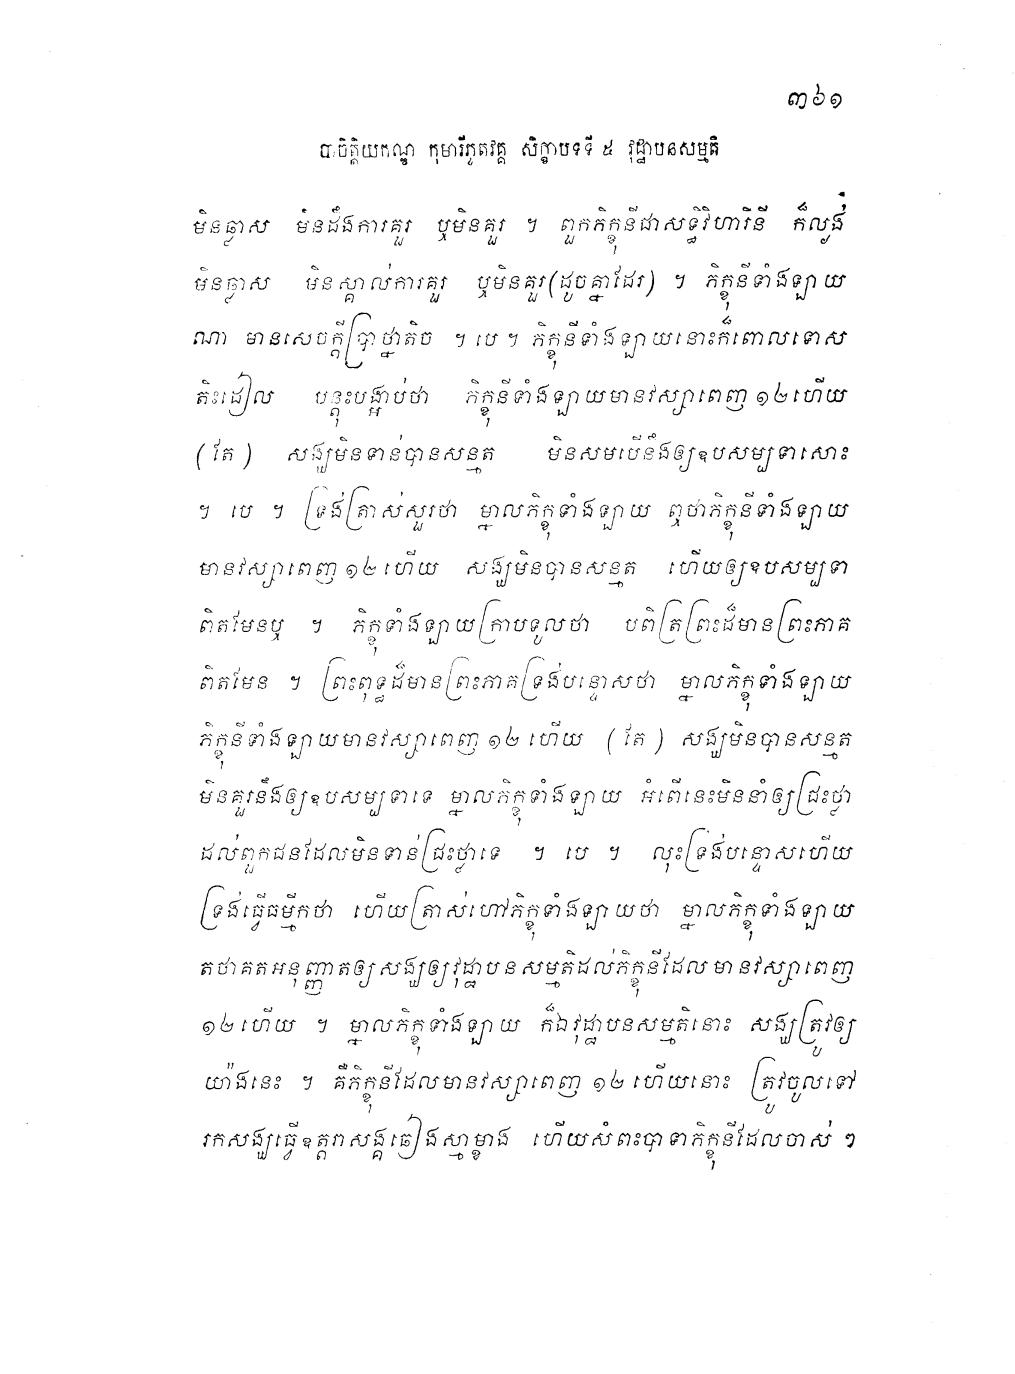 ៣៦១
បាចិត្តិយកណ្ឌ កុមារីភូតវគ្គ សិក្ខាបទទី ៥ វុដ្ឋាបនសម្មតិ
មិនឆ្លាស មិនដឹងការគួរ ឬមិនគួរ ។ ពួកភិក្ខុនីជាសទ្ធិវិហារិនី ក៏ល្ងង់
មិនឆ្លាស មិនស្គាល់ការគួរ ឬមិនគួរ(ដូចគ្នាដែរ) ។ ភិក្ខុនីទាំងឡាយ
ណា មានសេចក្តីប្រាថ្នាតិច ។ បេ ។ ភិក្ខុនីទាំងឡាយនោះក៏ពោលទោស
តិះដៀល បន្តុះបង្អាប់ថា ភិក្ខុនីទាំងឡាយមានវស្សាពេញ ១២ ហើយ
(តែ) សង្ឃមិនទាន់បានសន្មត មិនសមបើនឹងឲ្យឧបសម្បទាសោះ
។ បេ ។ ទ្រង់ត្រាស់សួរថា ម្នាលភិក្ខុទាំងឡាយ ឮថាភិក្ខុនីទាំងឡាយ
មានវស្សាពេញ ១២ ហើយ សង្ឃមិនបានសន្មត ហើយឲ្យឧបសម្បទា
ពិតមែនឬ ។ ភិក្ខុទាំងឡាយក្រាបទូលថា បពិត្រព្រះដ៏មានព្រះភាគ
ពិតមែន ។ ព្រះពុទ្ធដ៏មានព្រះភាគទ្រង់បន្ទោសថា ម្នាលភិក្ខុទាំងឡាយ
ភិក្ខុនីទាំងឡាយមានវស្សាពេញ ១២ ហើយ (តែ) សង្ឃមិនបានសន្មត
មិនគួរនឹងឲ្យឧបសម្បទាទេ ម្នាលភិក្ខុទាំងឡាយ អំពើនេះមិននាំឲ្យជ្រះថ្លា
ដល់ពួកជនដែលមិនទាន់ជ្រះថ្លាទេ ។ បេ ។ លុះទ្រង់បន្ទោសហើយ
ទ្រង់ធ្វើធម្មីកថា ហើយត្រាស់ហៅភិក្ខុទាំងឡាយថា ម្នាលភិក្ខុទាំងឡាយ
តថាគតអនុញ្ញាតឲ្យសង្ឃឲ្យវុដ្ឋាបនសម្មតិដល់ភិក្ខុនីដែលមានវស្សាពេញ
១២ ហើយ ។ ម្នាលភិក្ខុទាំងឡាយ ក៏ឯវុដ្ឋាបនសម្មតិនោះ សង្ឃត្រូវឲ្យ
យ៉ាងនេះ ។ គឺភិក្ខុនីដែលមានវស្សាពេញ ១២ ហើយនោះ ត្រូវចូលទៅ
រកសង្ឃធ្វើឧត្តរាសង្គឆៀងស្មាម្ខាង ហើយសំពះបាទាភិក្ខុនីដែលចាស់ ៗ